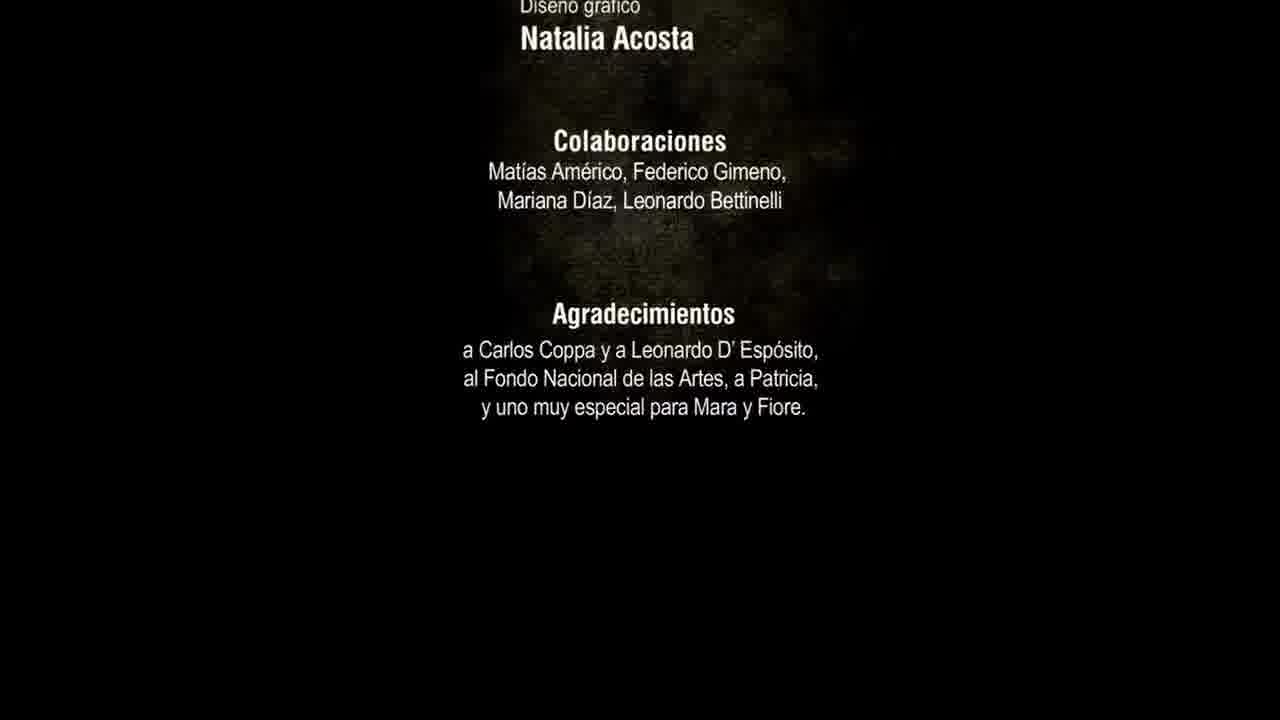 Diseño gráfico
Natalia Acosta
Colaboraciones
Matías Américo, Federico Gimeno,
Mariana Díaz, Leonardo Bettinelli
Agradecimientos
a Carlos Coppa y a Leonardo D' Espósito,
al Fondo Nacional de las Artes, a Patricia,
y uno muy especial para Mara y Fiore.